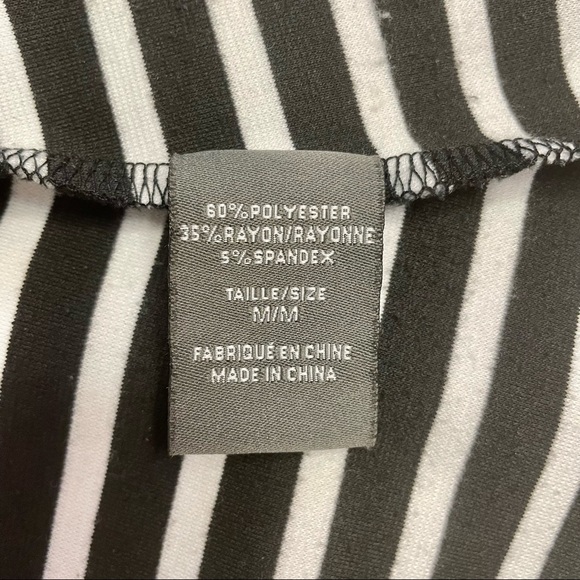 60%POLYESTER
35%RAYON/RAYONNE
5%SPANDEX
TAILLE/SIZE
M/M
FABRIQUÉ EN CHINE
MADE IN CHINA